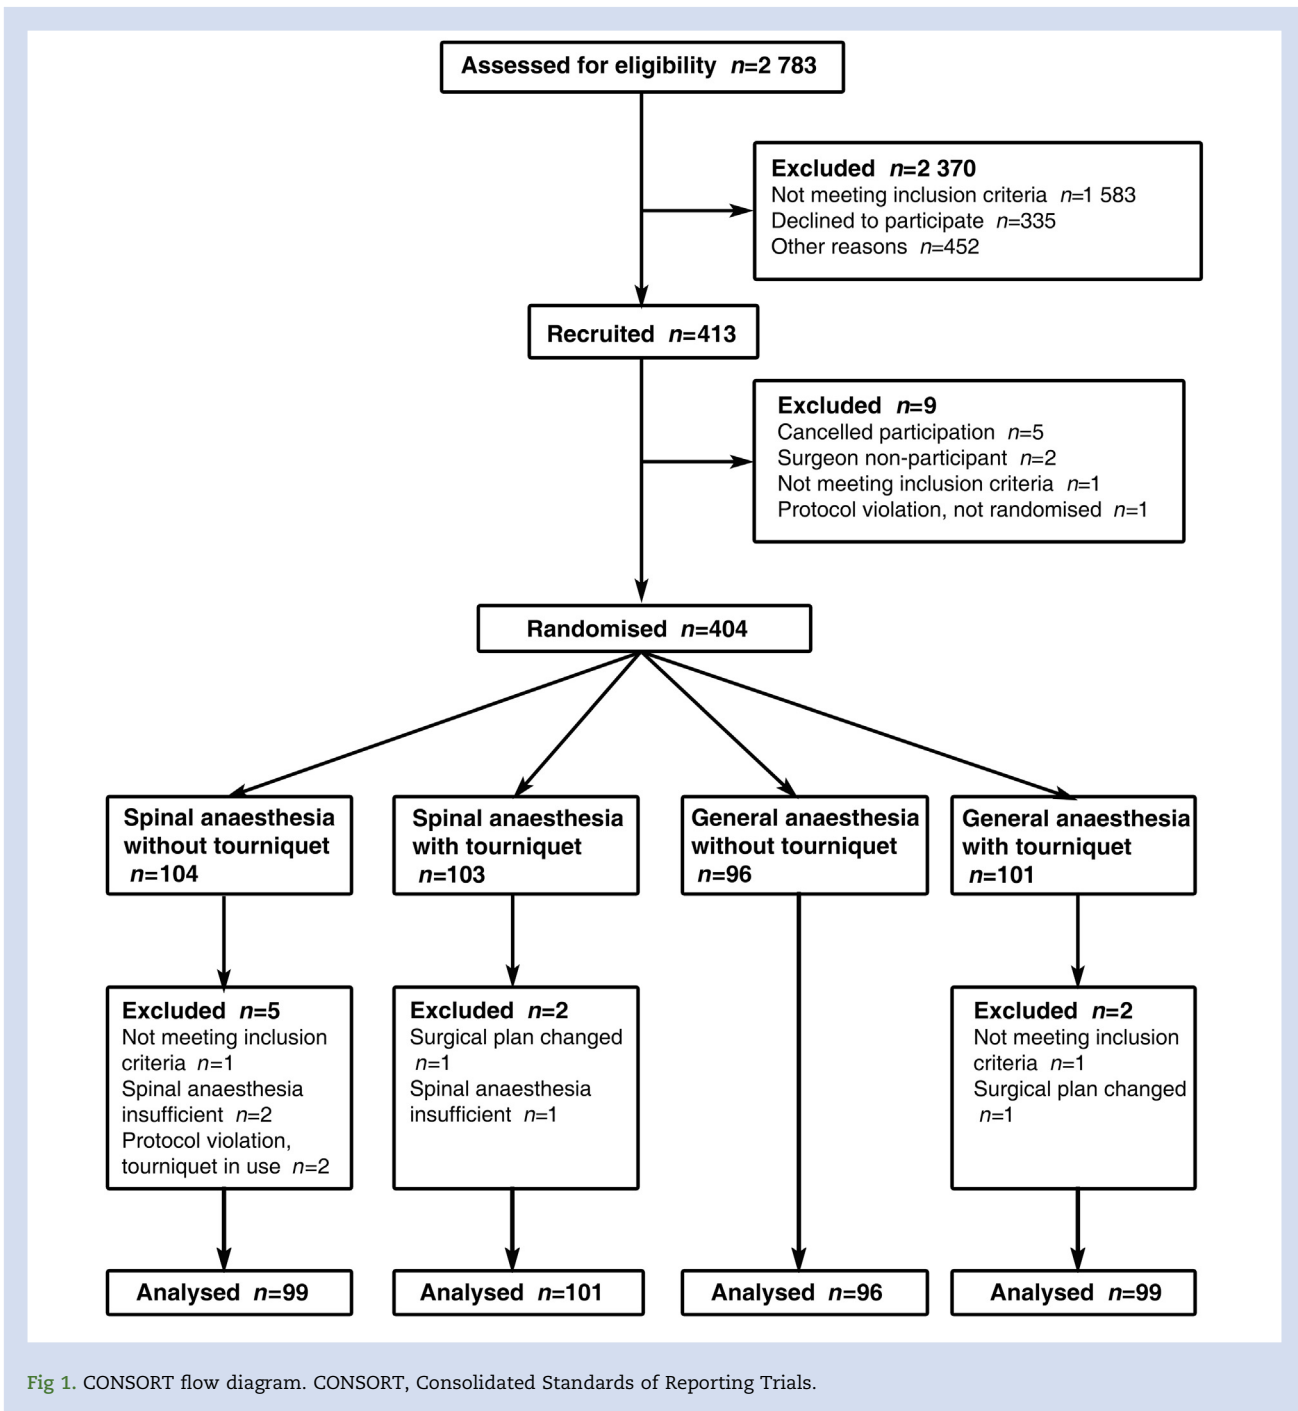 Assessed for eligibility n=2 783
Excluded n=2 370
Not meeting inclusion criteria n=1 583
Declined to participate n=335
Other reasons n=452
Recruited n=413
Excluded n=9
Cancelled participation n=5
Surgeon non-participant n=2
Not meeting inclusion criteria n=1
Protocol violation, not randomised n=1
Randomised n=404
Spinal anaesthesia
without tourniquet
n=104
Spinal anaesthesia
with tourniquet
n=103
General anaesthesia
without tourniquet
n=96
General anaesthesia
with tourniquet
n=101
Excluded n=5
Not meeting inclusion
criteria n=1
Spinal anaesthesia
insufficient n=2
Protocol violation,
tourniquet in use n=2
Excluded n=2
Surgical plan changed
n=1
Spinal anaesthesia
insufficient n=1
Excluded n=2
Not meeting inclusion
criteria n=1
Surgical plan changed
n=1
Analysed n=99
Analysed n=101
Analysed n=96
Analysed n=99
Fig 1. CONSORT flow diagram. CONSORT, Consolidated Standards of Reporting Trials.